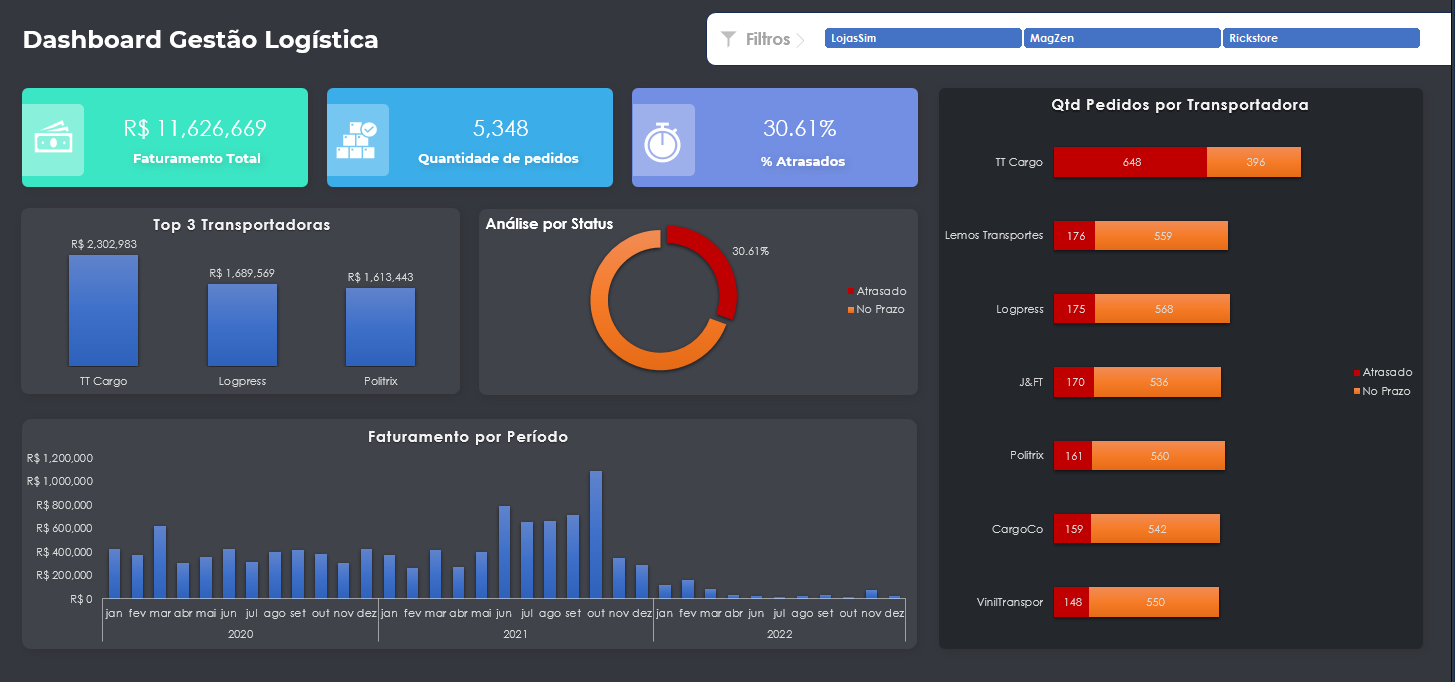 Dashboard Gestão Logística
Filtros
LojasSim
MagZen
Rickstore
R$ 11,626,669
Faturamento Total
5,348
Quantidade de pedidos
30.61%
% Atrasados
Top 3 Transportadoras
R$ 2,302,983
R$ 1,689,569
R$ 1,613,443
TT Cargo
Logpress
Politrix
Análise por Status
30.61%
Atrasado
No Prazo
Faturamento por Período
R$ 1,200,000
R$ 1,000,000
R$ 800,000
R$ 600,000
R$ 400,000
R$ 200,000
R$ 0
jan fev mar abr mai jun jul ago set out nov dez jan fev mar abr mai jun jul ago set out nov dez jan fev mar abr jun jul ago set out nov dez
2020 2021 2022
Qtd Pedidos por Transportadora
TT Cargo 648 396
Lemos Transportes 176 559
Logpress 175 568
J&FT 170 536
Politrix 161 560
CargoCo 159 542
VinilTranspor 148 550
Atrasado
No Prazo